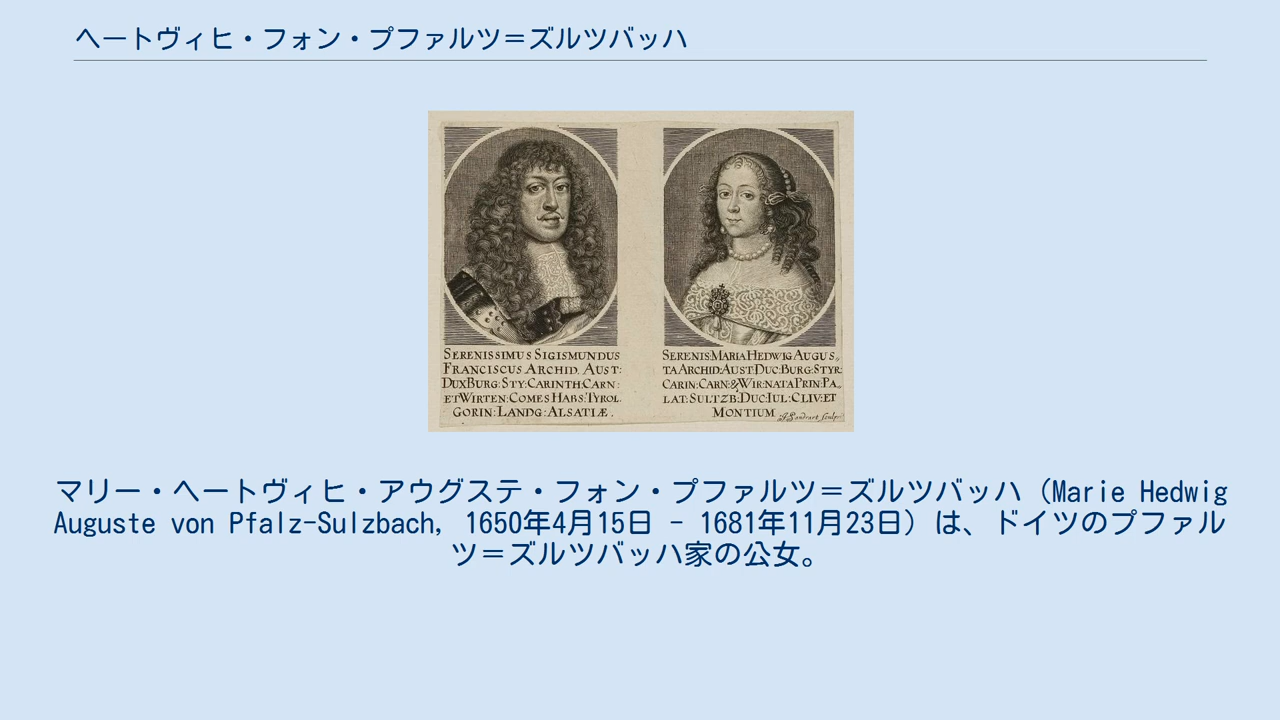 ヘートヴィヒ・フォン・プファルツ＝ズルツバッハ
SERENISSIMUS SIGISMUNDUS
FRANCISCUS ARCHID. AUST:
DUX BURG: STY: CARINTH: CARN:
ET WIRTEN: COMES HABS: TYROL.
GORIN: LANDG: ALSATIÆ.
SERENIS: MARIA HEDWIG AUGUS,,
TA ARCHID: AUST: DUC: BURG: STYR:
CARIN: CARN: & WIR: NATA PRIN: PA,,
LAT: SULTZB: DUC: IUL: CLIV: ET
MONTIUM
J. Sandrart sculps:
マリー・ヘートヴィヒ・アウグステ・フォン・プファルツ＝ズルツバッハ（Marie Hedwig
Auguste von Pfalz-Sulzbach, 1650年4月15日 - 1681年11月23日）は、ドイツのプファル
ツ＝ズルツバッハ家の公女。